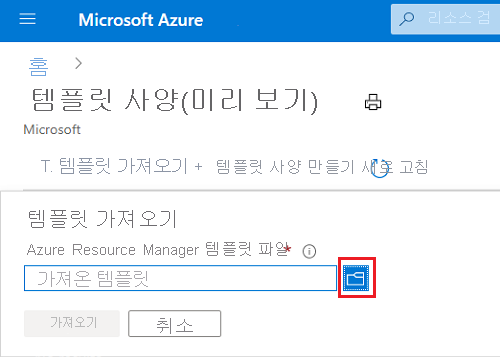 Microsoft Azure
리소스 검
홈
템플릿 사양(미리 보기)
Microsoft
T. 템플릿 가져오기 + 템플릿 사양 만들기 새로 고침
템플릿 가져오기
Azure Resource Manager 템플릿 파일*
가져온 템플릿
가져오기
취소